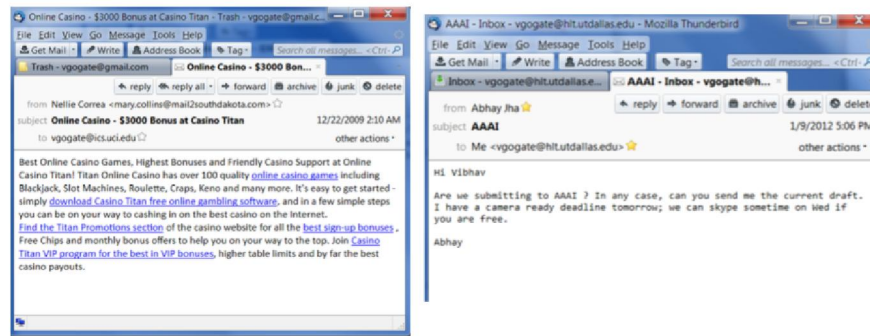 Online Casino - $3000 Bonus at Casino Titan - Trash - vgogate@gmail.c...
File Edit View Go Message Tools Help
Get Mail Write Address Book Tag Search all messages... <Ctrl-
Trash - vgogate@gmail.com Online Casino - $3000 Bon...
reply reply all forward archive junk delete
from Nellie Correa <mary.collins@mail2southdakota.com>
subject Online Casino - $3000 Bonus at Casino Titan 12/22/2009 2:10 AM
to vgogate@ics.uci.edu other actions
Best Online Casino Games, Highest Bonuses and Friendly Casino Support at Online
Casino Titan! Titan Online Casino has over 100 quality online casino games including
Blackjack, Slot Machines, Roulette, Craps, Keno and many more. It's easy to get started -
simply download Casino Titan free online gambling software, and in a few simple steps
you can be on your way to cashing in on the best casino on the Internet.
Find the Titan Promotions section of the casino website for all the best sign-up bonuses ,
Free Chips and monthly bonus offers to help you on your way to the top. Join Casino
Titan VIP program for the best in VIP bonuses, higher table limits and by far the best
casino payouts.
AAAI - Inbox - vgogate@hlt.utdallas.edu - Mozilla Thunderbird
File Edit View Go Message Tools Help
Get Mail Write Address Book Tag Search all messages... <Ctrl-
Inbox - vgogate@hlt.utdallas.e... AAAI - Inbox - vgogate@h...
reply forward archive junk delet
from Abhay Jha
subject AAAI 1/9/2012 5:06 PM
to Me <vgogate@hlt.utdallas.edu> other actions
Hi Vibhav
Are we submitting to AAAI ? In any case, can you send me the current draft.
I have a camera ready deadline tomorrow; we can skype sometime on Wed if
you are free.
Abhay